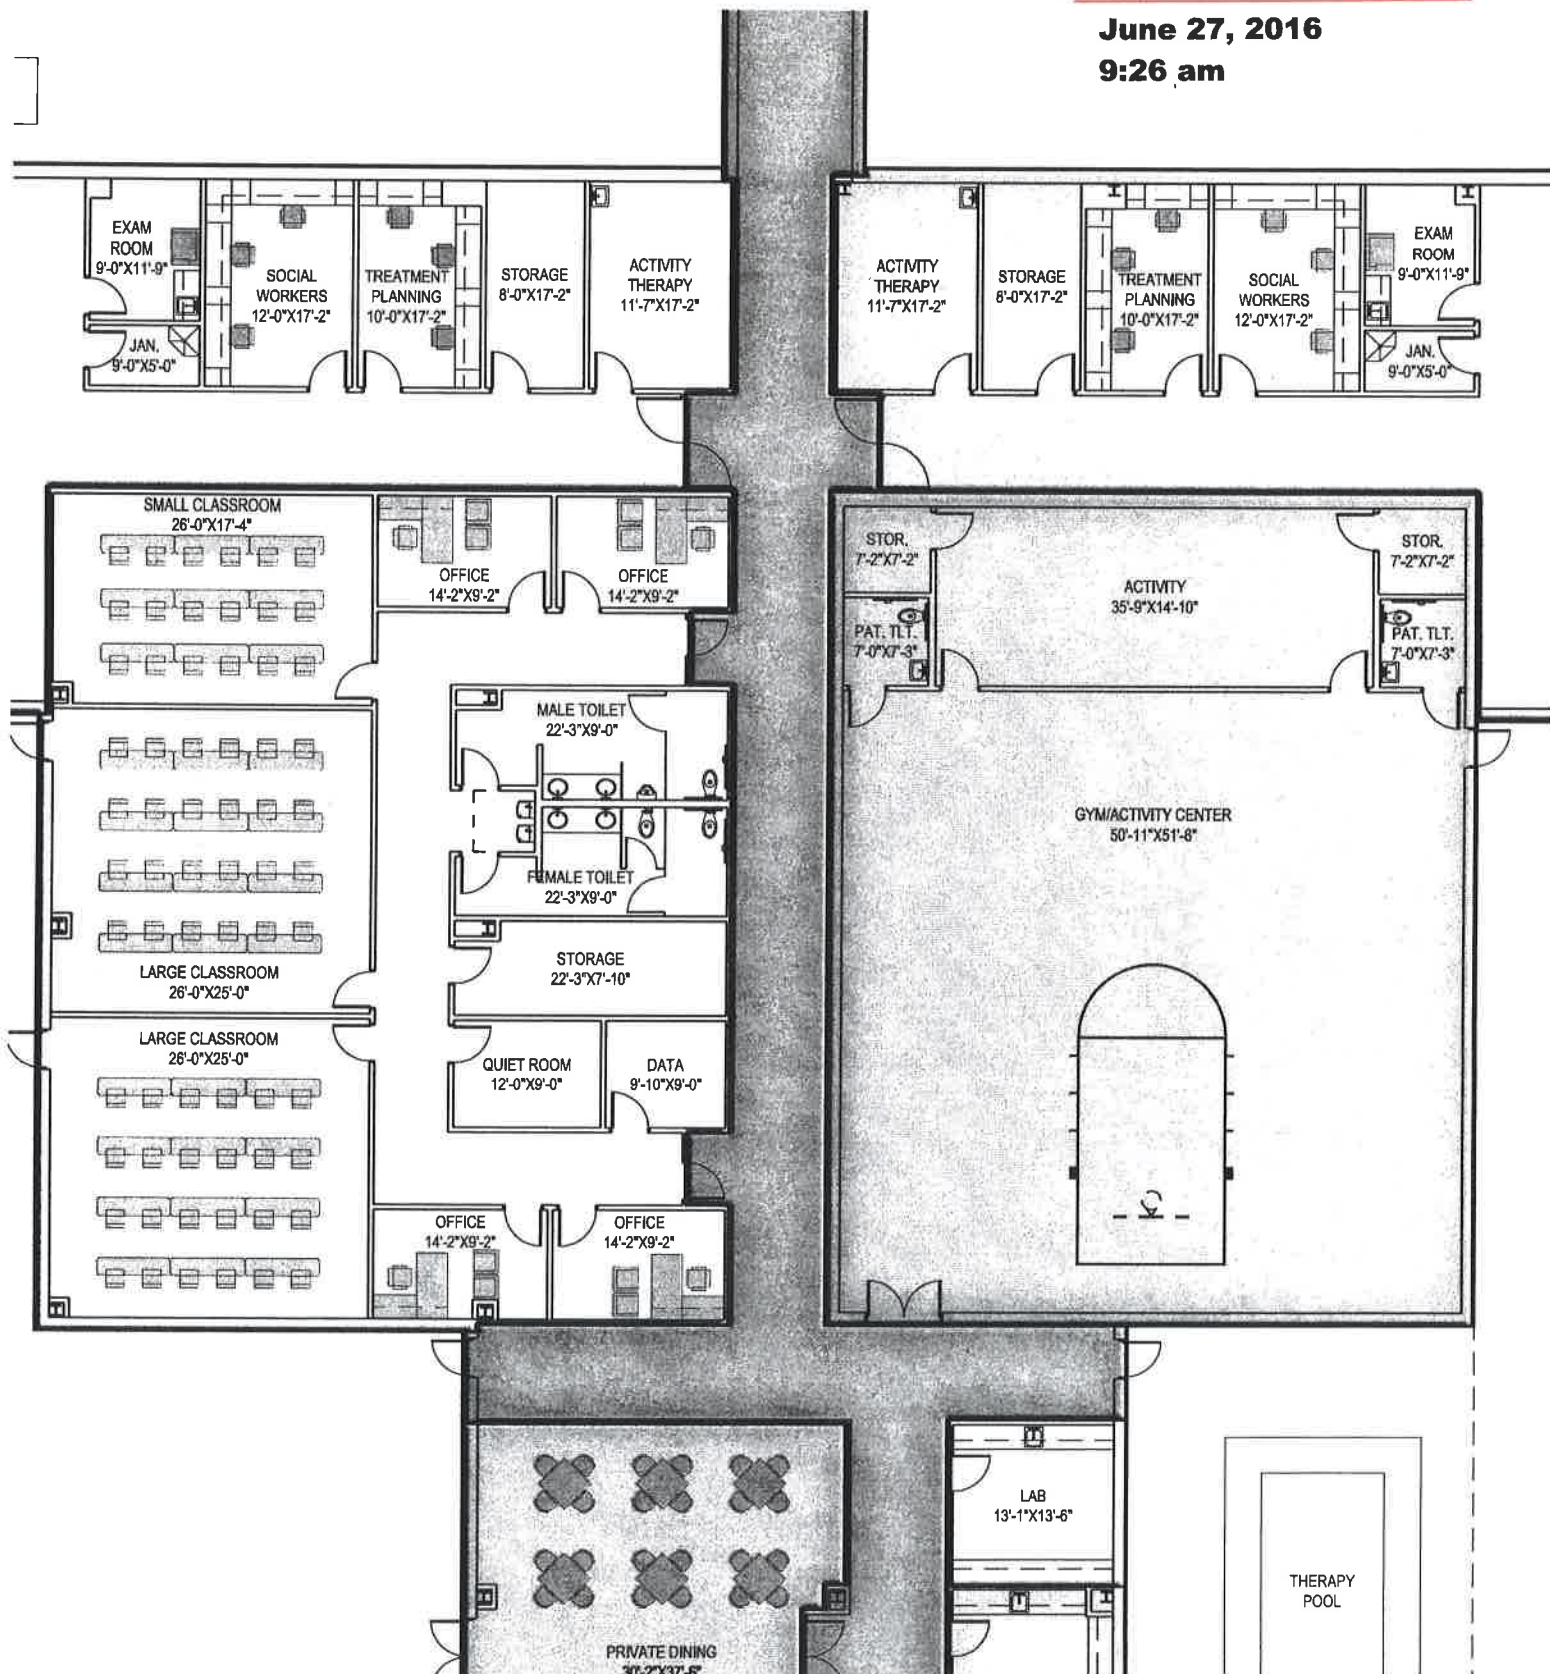 June 27, 2016
9:26 am
EXAM
ROOM
9'-0"X11'-9"
SOCIAL
WORKERS
12'-0"X17'-2"
TREATMENT
PLANNING
10'-0"X17'-2"
STORAGE
8'-0"X17'-2"
ACTIVITY
THERAPY
11'-7"X17'-2"
ACTIVITY
THERAPY
11'-7"X17'-2"
STORAGE
8'-0"X17'-2"
TREATMENT
PLANNING
10'-0"X17'-2"
SOCIAL
WORKERS
12'-0"X17'-2"
EXAM
ROOM
9'-0"X11'-9"
JAN.
9'-0"X5'-0"
JAN.
9'-0"X5'-0"
SMALL CLASSROOM
26'-0"X17'-4"
OFFICE
14'-2"X9'-2"
OFFICE
14'-2"X9'-2"
STOR.
7'-2"X7'-2"
ACTIVITY
35'-9"X14'-10"
STOR.
7'-2"X7'-2"
PAT. TLT.
7'-0"X7'-3"
PAT. TLT.
7'-0"X7'-3"
MALE TOILET
22'-3"X9'-0"
GYM/ACTIVITY CENTER
50'-11"X51'-6"
FEMALE TOILET
22'-3"X9'-0"
STORAGE
22'-3"X7'-10"
LARGE CLASSROOM
26'-0"X25'-0"
LARGE CLASSROOM
26'-0"X25'-0"
QUIET ROOM
12'-0"X9'-0"
DATA
9'-10"X9'-0"
OFFICE
14'-2"X9'-2"
OFFICE
14'-2"X9'-2"
LAB
13'-1"X13'-6"
THERAPY
POOL
PRIVATE DINING
30'-2"X37'-6"